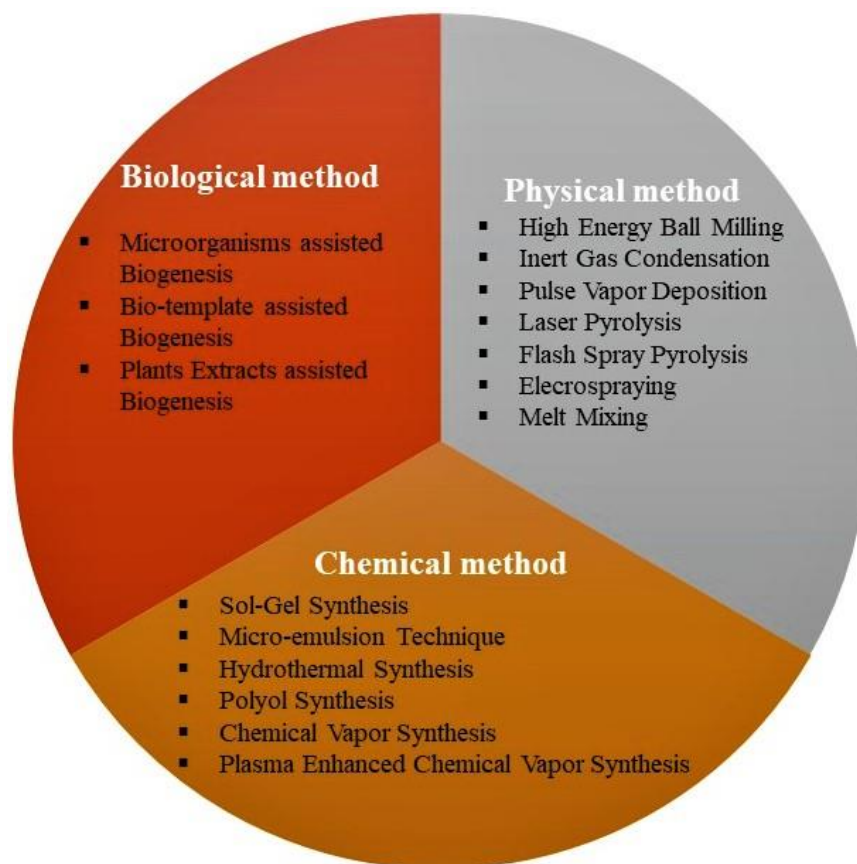 Biological method
▪ Microorganisms assisted
Biogenesis
▪ Bio-template assisted
Biogenesis
▪ Plants Extracts assisted
Biogenesis
Physical method
▪ High Energy Ball Milling
▪ Inert Gas Condensation
▪ Pulse Vapor Deposition
▪ Laser Pyrolysis
▪ Flash Spray Pyrolysis
▪ Elecrospraying
▪ Melt Mixing
Chemical method
▪ Sol-Gel Synthesis
▪ Micro-emulsion Technique
▪ Hydrothermal Synthesis
▪ Polyol Synthesis
▪ Chemical Vapor Synthesis
▪ Plasma Enhanced Chemical Vapor Synthesis